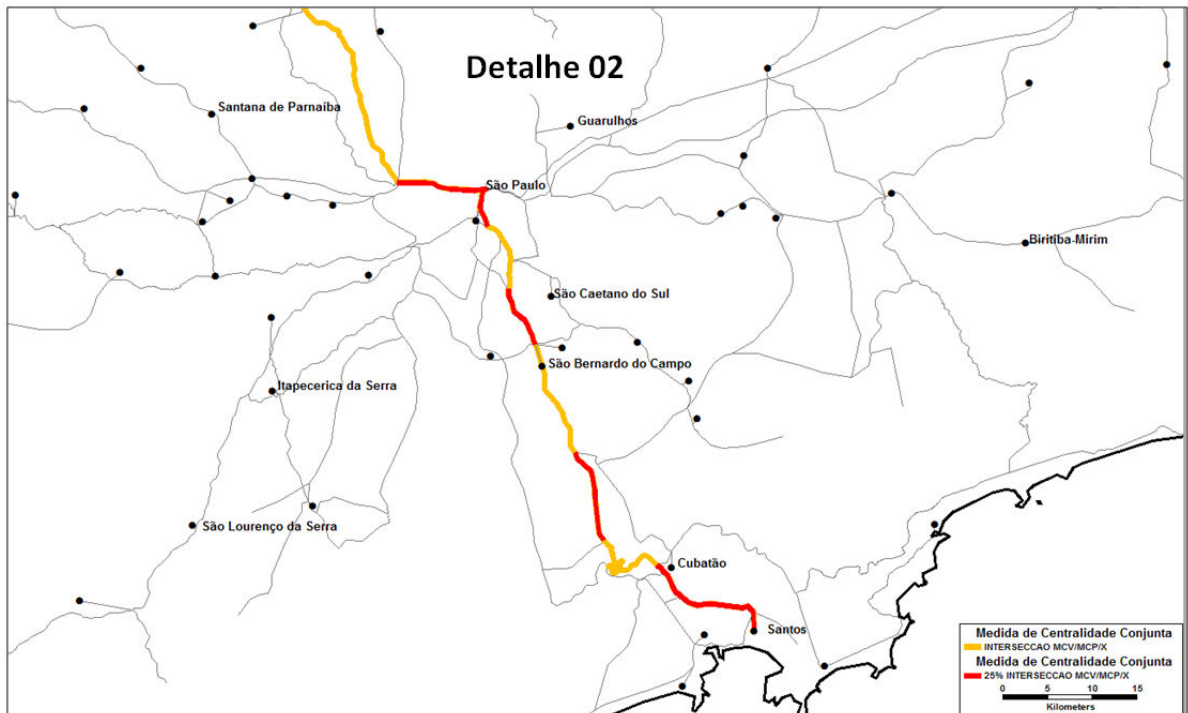 Detalhe 02
Santana de Parnaíba
Guarulhos
São Paulo
Biritiba-Mirim
São Caetano do Sul
São Bernardo do Campo
Itapecerica da Serra
São Lourenço da Serra
Cubatão
Santos
Medida de Centralidade Conjunta
INTERSECCAO MCV/MCP/X
Medida de Centralidade Conjunta
25% INTERSECCAO MCV/MCP/X
0 5 10 15
Kilometers